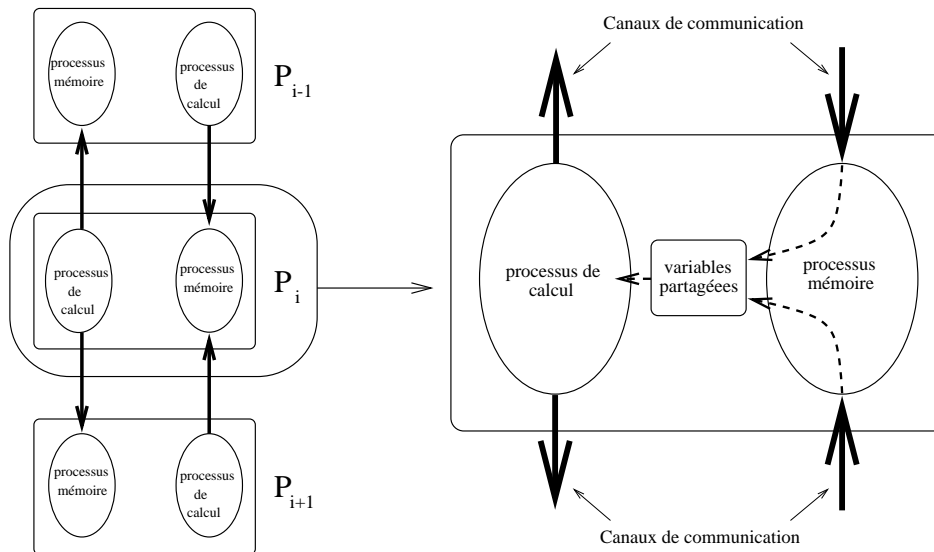 processus
mémoire
processus
de
calcul
P i-1
processus
de
calcul
processus
mémoire
P i
processus
mémoire
processus
de
calcul
P i+1
Canaux de communication
processus de
calcul
variables
partagéees
processus
mémoire
Canaux de communication